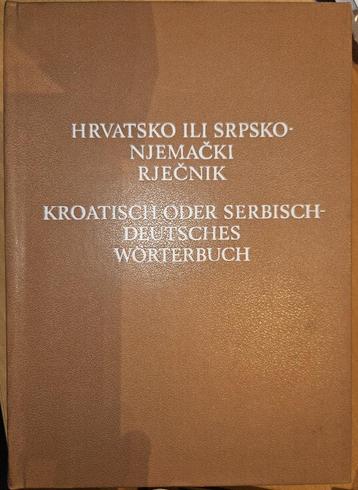 HRVATSKO ILI SRPSKO-
NJEMAČKI
RJEČNIK
KROATISCH ODER SERBISCH-
DEUTSCHES
WÖRTERBUCH